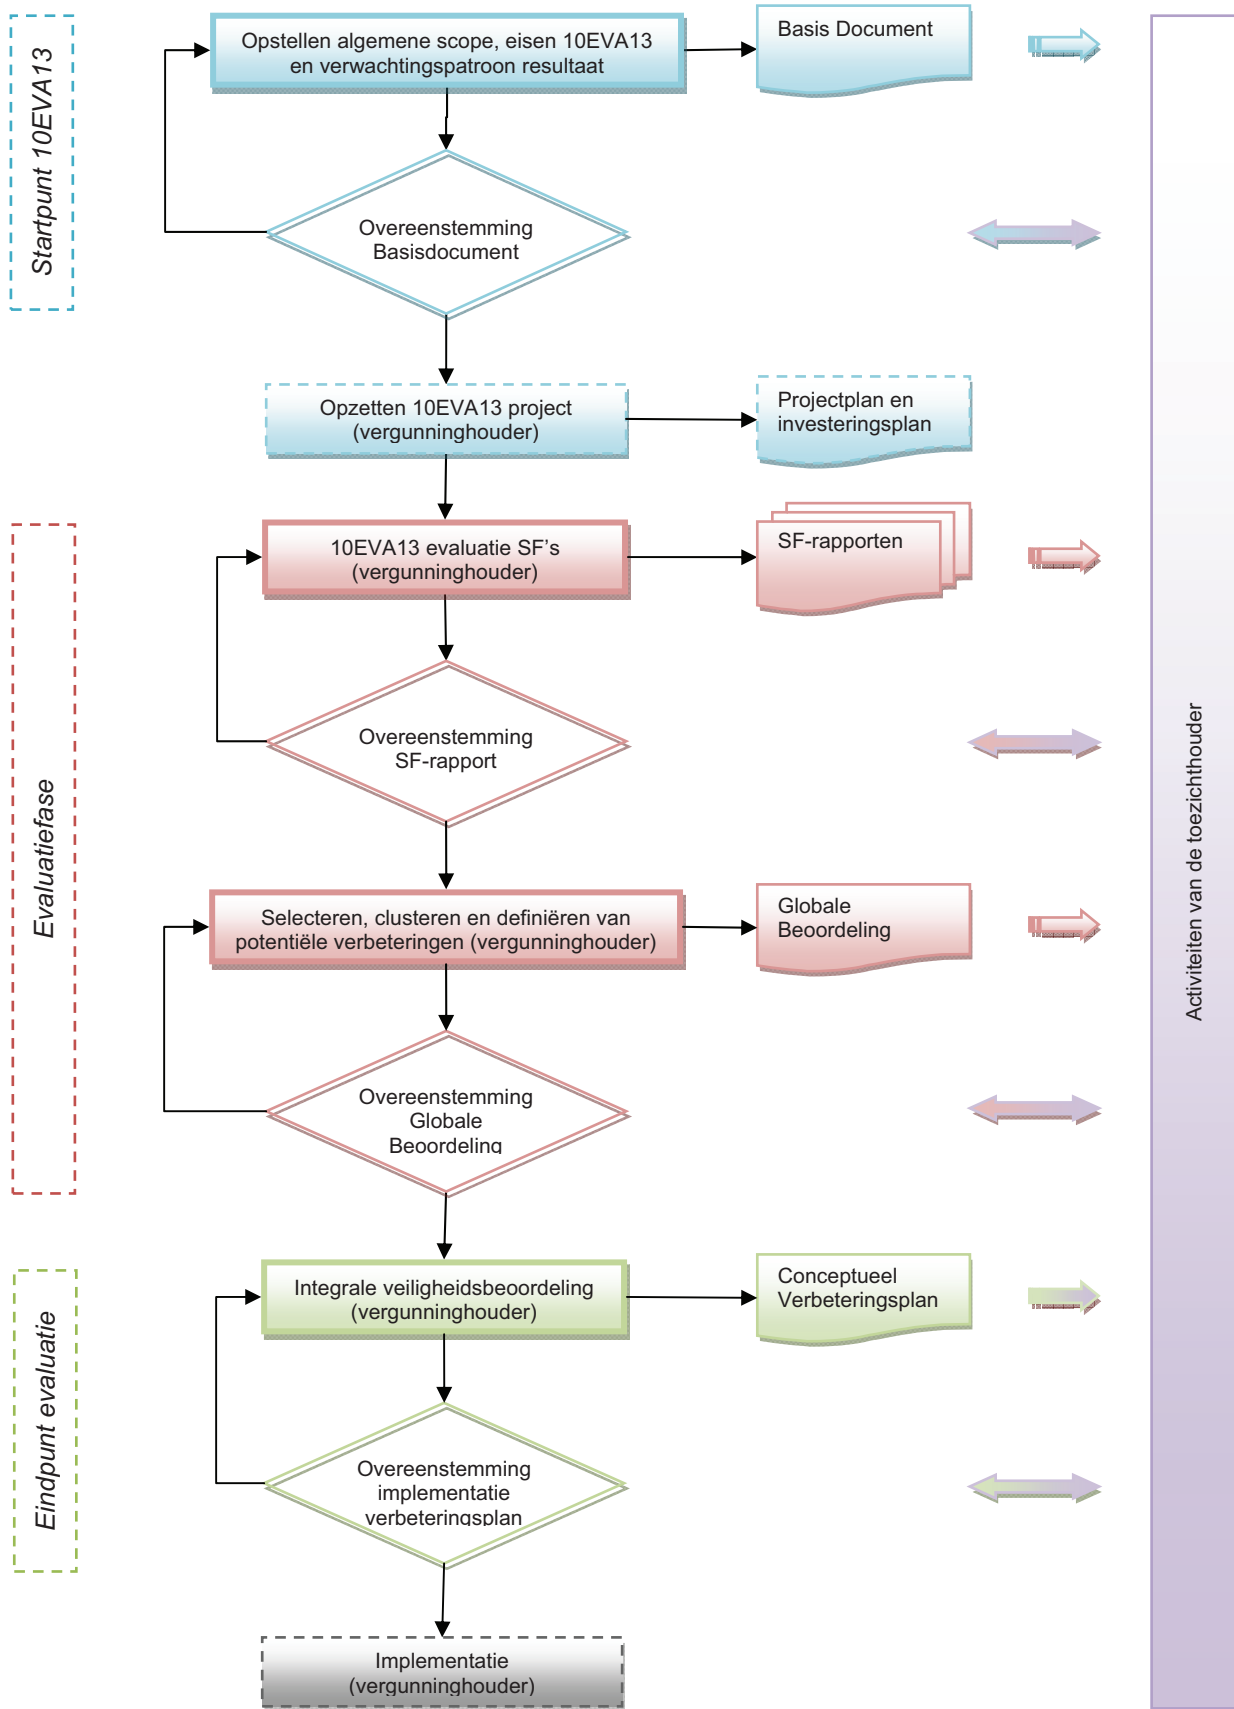 Startpunt 10EVA13
Opstellen algemene scope, eisen 10EVA13
en verwachtingspatroon resultaat
Basis Document
Overeenstemming
Basisdocument
Opzetten 10EVA13 project
(vergunninghouder)
Projectplan en
investeringsplan
Evaluatiefase
10EVA13 evaluatie SF's
(vergunninghouder)
SF-rapporten
Overeenstemming
SF-rapport
Selecteren, clusteren en definiëren van
potentiële verbeteringen (vergunninghouder)
Globale
Beoordeling
Overeenstemming
Globale
Beoordeling
Eindpunt evaluatie
Integrale veiligheidsbeoordeling
(vergunninghouder)
Conceptueel
Verbeteringsplan
Overeenstemming
implementatie
verbeteringsplan
Implementatie
(vergunninghouder)
Activiteiten van de toezichthouder